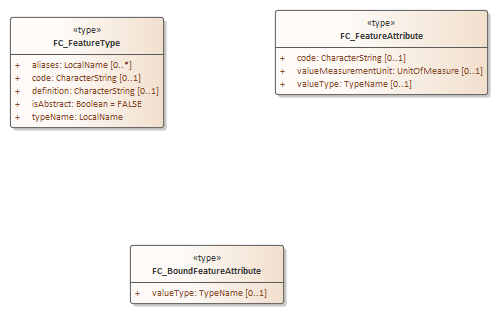 «type»
FC_FeatureType
+ aliases: LocalName [0..*]
+ code: CharacterString [0..1]
+ definition: CharacterString [0..1]
+ isAbstract: Boolean = FALSE
+ typeName: LocalName
«type»
FC_FeatureAttribute
+ code: CharacterString [0..1]
+ valueMeasurementUnit: UnitOfMeasure [0..1]
+ valueType: TypeName [0..1]
«type»
FC_BoundFeatureAttribute
+ valueType: TypeName [0..1]